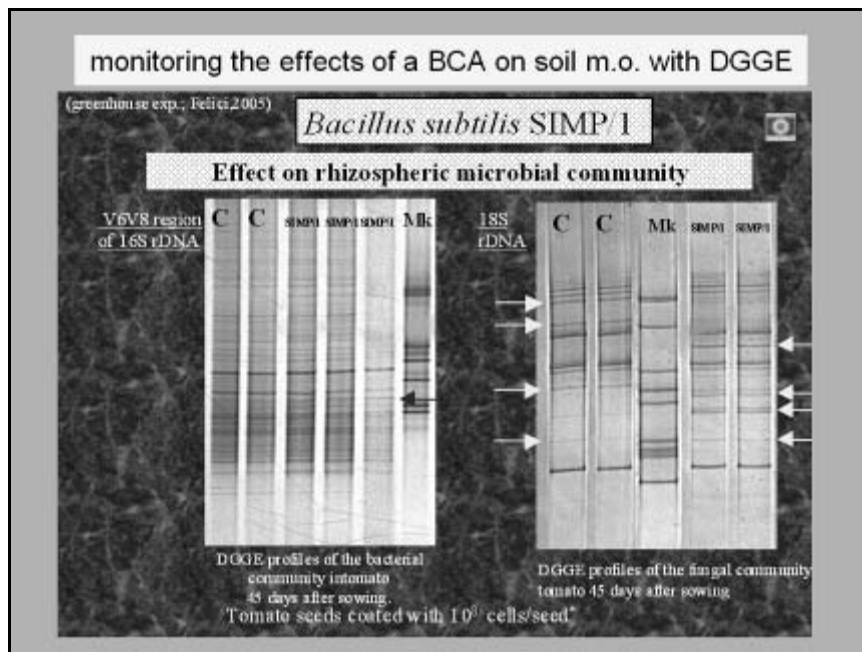 monitoring the effects of a BCA on soil m.o. with DGGE
(greenhouse exp.; Felici,2005)
Bacillus subtilis SIMP/1
Effect on rhizospheric microbial community
V6V8 region
of 16S rDNA
C C SIMP/1 SIMP/1 SIMP/1 Mk
18S
rDNA
C C Mk SIMP/1 SIMP/1
DGGE profiles of the bacterial
community intomato
45 days after sowing.
DGGE profiles of the fungal community
tomato 45 days after sowing
Tomato seeds coated with cells/seed